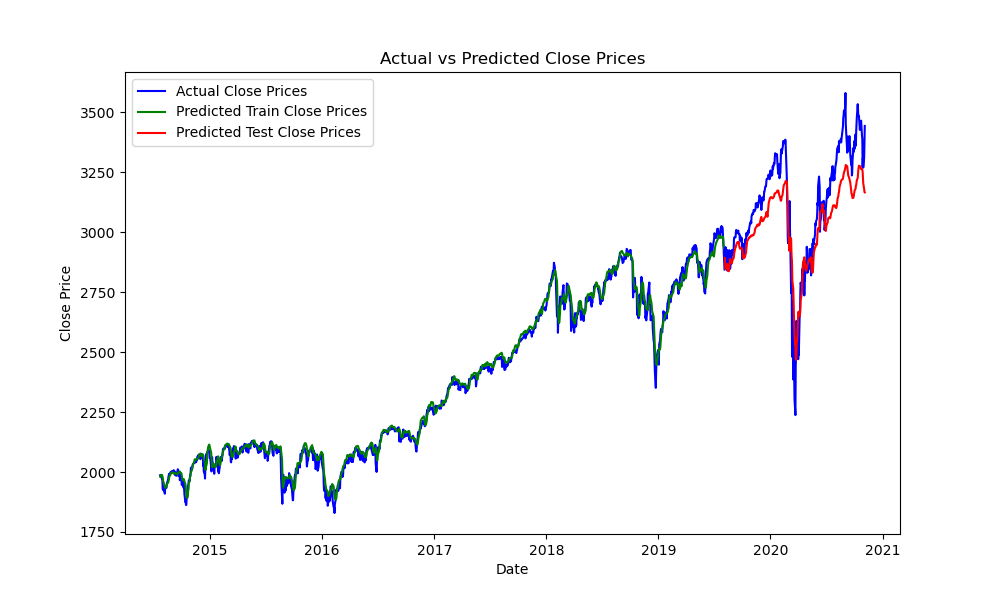 Actual vs Predicted Close Prices
Actual Close Prices
Predicted Train Close Prices
Predicted Test Close Prices
3500
3250
3000
2750
2500
2250
2000
1750
Close Price
2015 2016 2017 2018 2019 2020 2021
Date